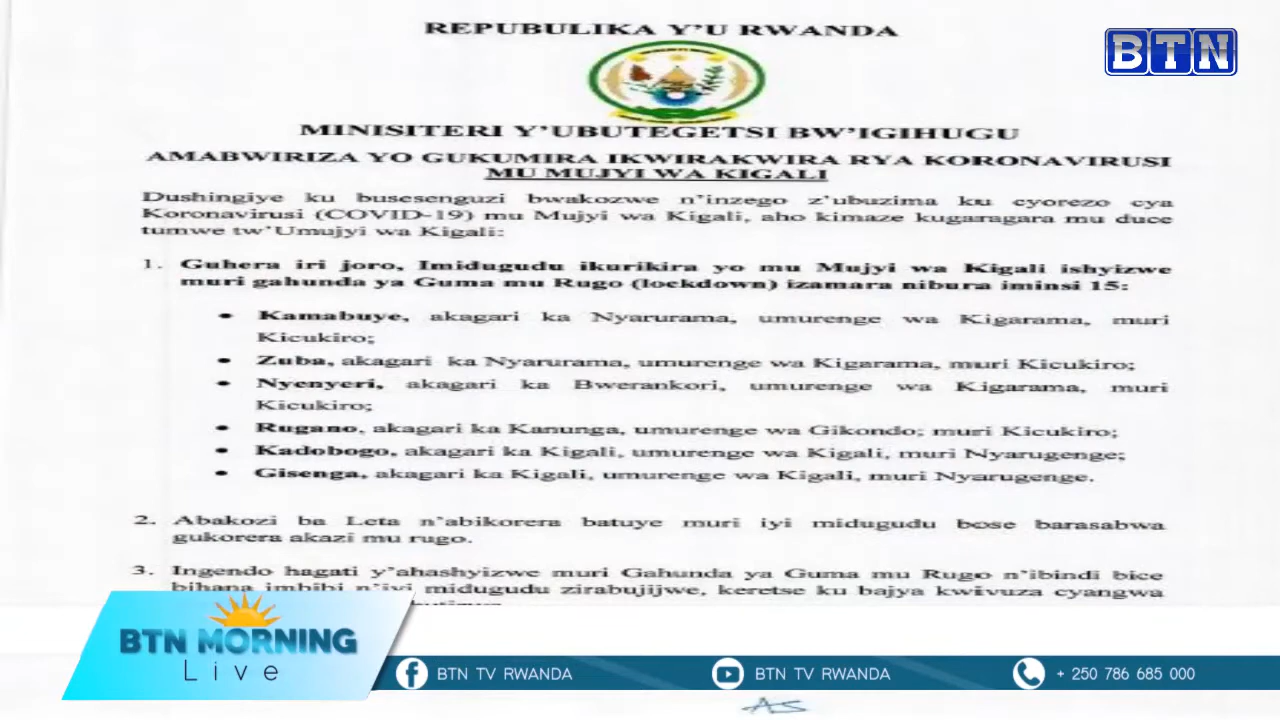 REPUBULIKA Y'U RWANDA
BTN
MINISITERI Y'UBUTEGETSI BW'IGIHUGU
AMABWIRIZA YO GUKUMIRA IKWIRAKWIRA RYA KORONAVIRUSI
MU MUJYI WA KIGALI
Dushingiye ku busesenguzi bwakozwe n'inzego z'ubuzima ku cyorezo cya
Koronavirusi (COVID-19) mu Mujyi wa Kigali, aho kimaze kugaragara mu duce
tumwe tw'Umujyi wa Kigali:
1. Guhera iri joro, Imidugudu ikurikira yo mu Mujyi wa Kigali ishyizwe
muri gahunda ya Guma mu Rugo (lockdown) izamara nibura iminsi 15:
• Kamabuye, akagari ka Nyarurama, umurenge wa Kigarama, muri
Kicukiro;
• Zuba, akagari ka Nyarurama, umurenge wa Kigarama, muri Kicukiro;
• Nyenyeri, akagari ka Bwerankori, umurenge wa Kigarama, muri
Kicukiro;
• Rugano, akagari ka Kanunga, umurenge wa Gikondo; muri Kicukiro;
• Kadobogo, akagari ka Kigali, umurenge wa Kigali, muri Nyarugenge;
• Gisenga, akagari ka Kigali, umurenge wa Kigali, muri Nyarugenge.
2. Abakozi ba Leta n'abikorera batuye muri iyi midugudu bose barasabwa
gukorera akazi mu rugo.
3. Ingendo hagati y'ahashyizwe muri Gahunda ya Guma mu Rugo n'ibindi bice
bihana imbibi n'iyi midugudu zirabujijwe, keretse ku bajya kwivuza cyangwa
BTN MORNING
Live
BTN TV RWANDA
BTN TV RWANDA
+ 250 786 685 000